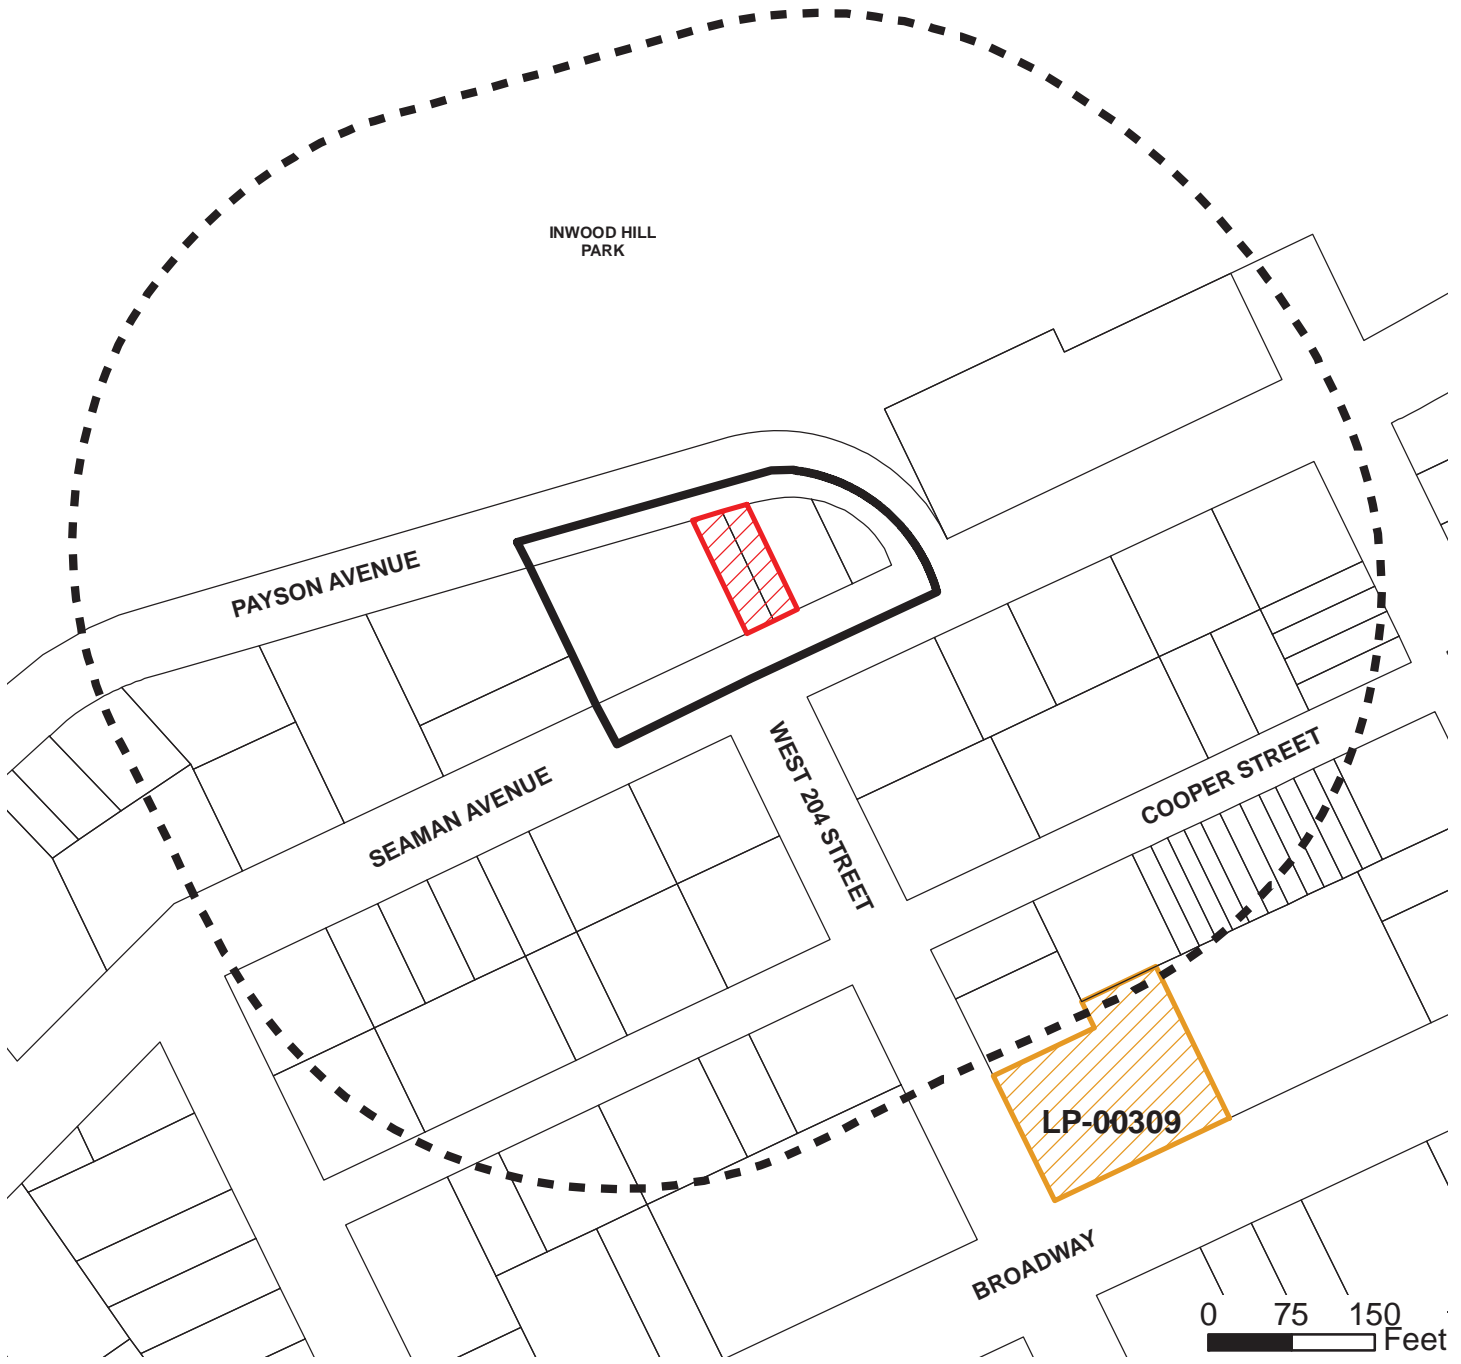 INWOOD HILL
PARK
PAYSON AVENUE
SEAMAN AVENUE
WEST 204 STREET
COOPER STREET
LP-00309
BROADWAY
0 75 150
Feet